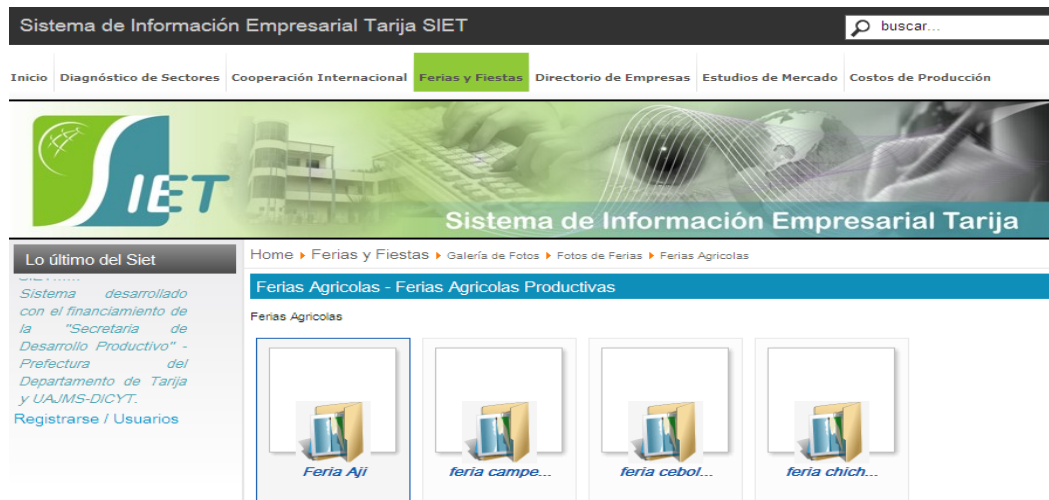 Sistema de Información Empresarial Tarija SIET
buscar...
Inicio Diagnóstico de Sectores Cooperación Internacional Ferias y Fiestas Directorio de Empresas Estudios de Mercado Costos de Producción
SIET
Sistema de Información Empresarial Tarija
Lo último del Siet
Sistema desarrollado
con el financiamiento de
la "Secretaria de
Desarrollo Productivo" -
Prefectura del
Departamento de Tarija
y UAJMS-DICYT.
Registrarse / Usuarios
Home Ferias y Fiestas Galería de Fotos Fotos de Ferias Ferias Agricolas
Ferias Agricolas - Ferias Agricolas Productivas
Ferias Agricolas
Feria Aji
feria campe...
feria cebol...
feria chich...